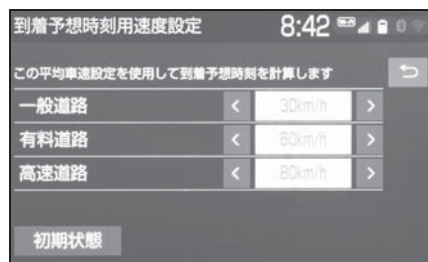 到着予想時刻用速度設定 8:42
この平均車速設定を使用して到着予想時刻を計算します
一般道路 < 30km/h >
有料道路 < 60km/h >
高速道路 < 80km/h >
初期状態